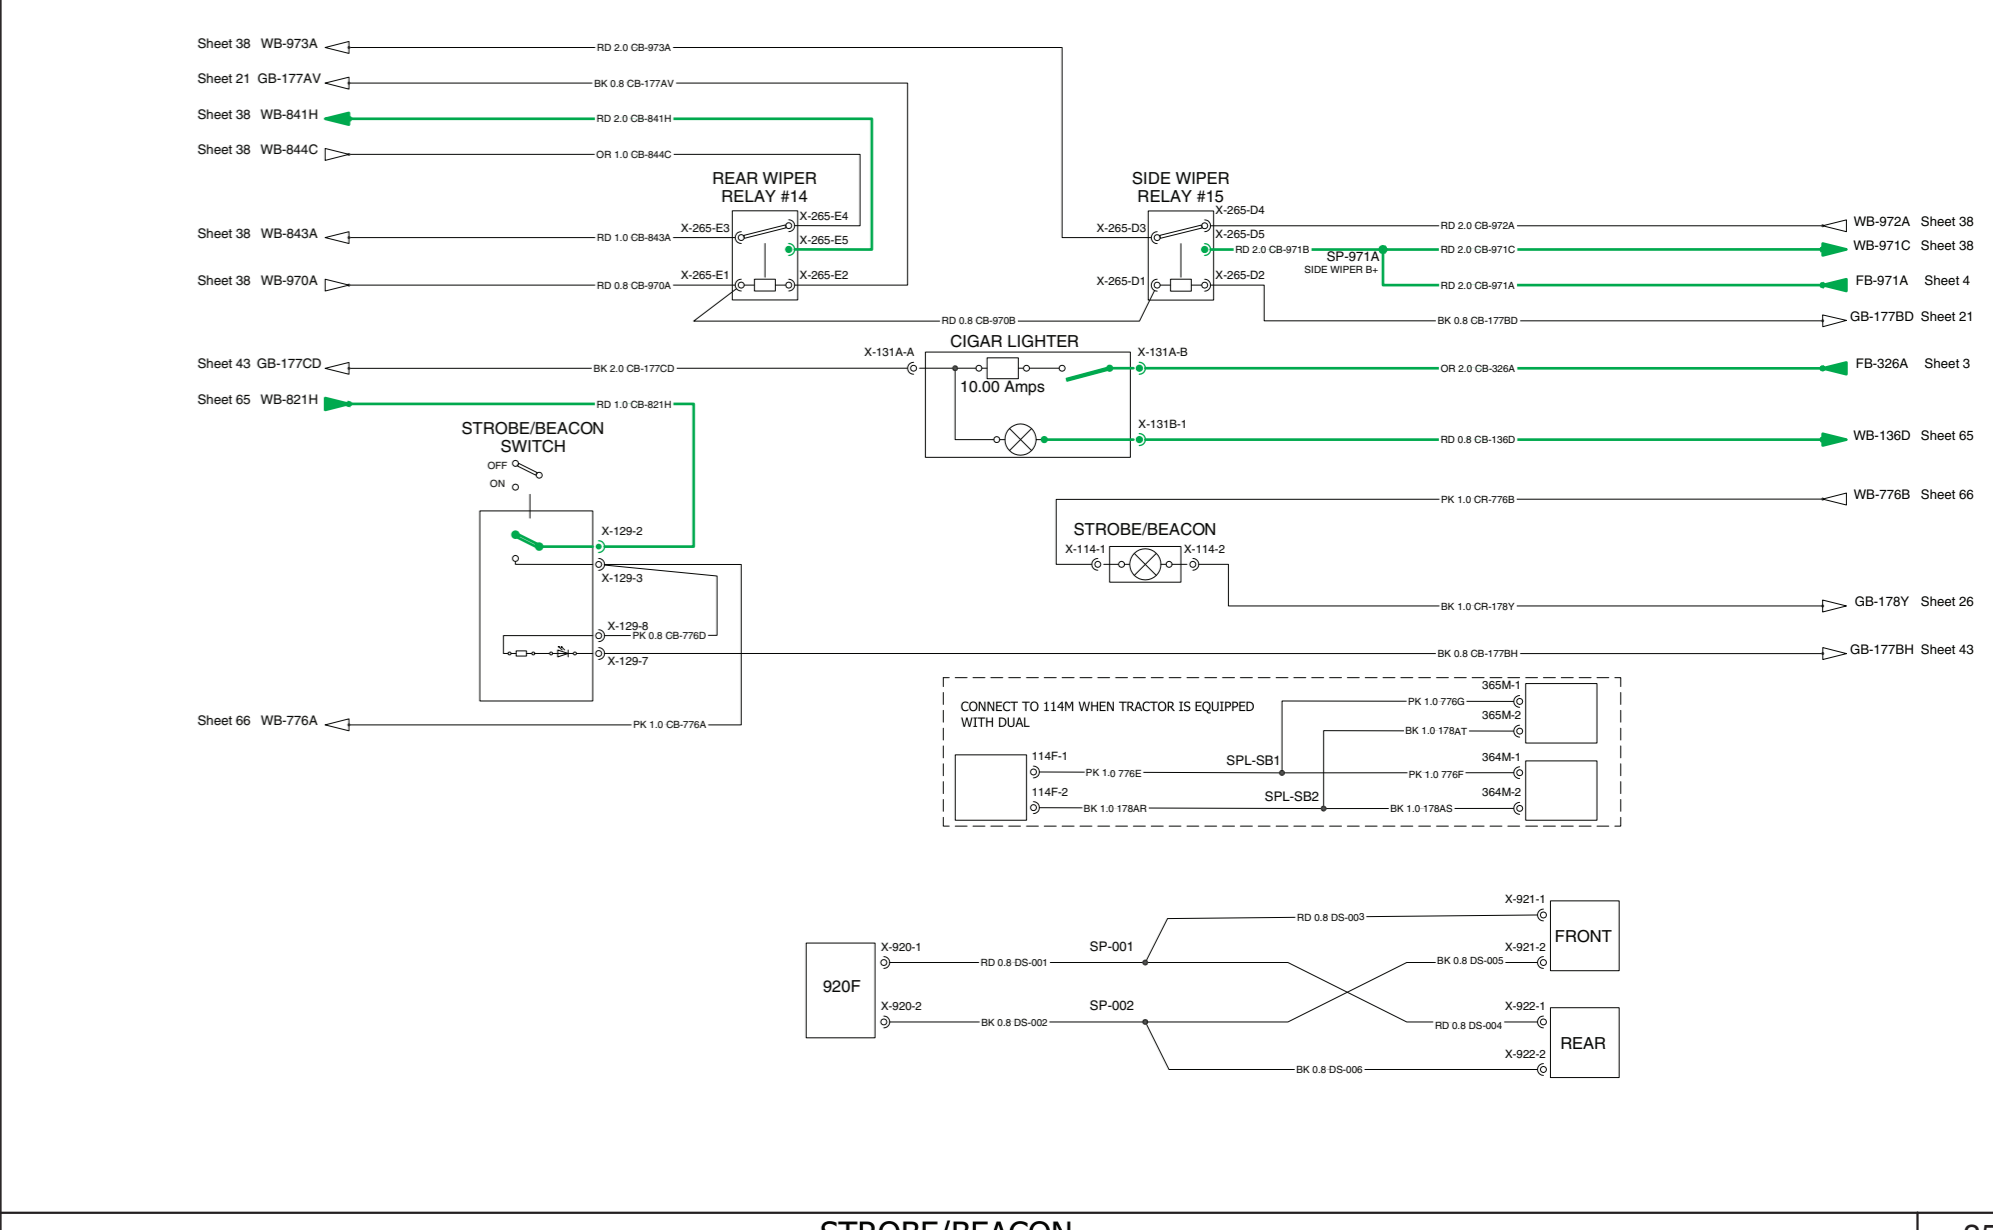 Sheet 38 WB-973A
RD 2.0 CB-973A
Sheet 21 GB-177AV
BK 0.8 CB-177AV
Sheet 38 WB-841H
RD 2.0 CB-841H
Sheet 38 WB-844C
OR 1.0 CB-844C
REAR WIPER
RELAY #14
SIDE WIPER
RELAY #15
X-265-E4
X-265-D4
X-265-E3
X-265-D3
RD 2.0 CB-972A
WB-972A Sheet 38
Sheet 38 WB-843A
RD 1.0 CB-843A
X-265-E5
X-265-D5
RD 2.0 CB-971B
SP-971A
SIDE WIPER B+
RD 2.0 CB-971C
WB-971C Sheet 38
Sheet 38 WB-970A
RD 0.8 CB-970A
X-265-E1
X-265-E2
X-265-D1
X-265-D2
RD 2.0 CB-971A
FB-971A Sheet 4
RD 0.8 CB-970B
BK 0.8 CB-177BD
GB-177BD Sheet 21
CIGAR LIGHTER
Sheet 43 GB-177CD
BK 2.0 CB-177CD
X-131A-A
10.00 Amps
X-131A-B
OR 2.0 CB-326A
FB-326A Sheet 3
Sheet 65 WB-821H
RD 1.0 CB-821H
STROBE/BEACON
SWITCH
OFF
ON
X-131B-1
RD 0.8 CB-136D
WB-136D Sheet 65
PK 1.0 CR-776B
WB-776B Sheet 66
X-129-2
X-129-3
STROBE/BEACON
X-114-1
X-114-2
BK 1.0 CR-178Y
GB-178Y Sheet 26
X-129-8
PK 0.8 CB-776D
X-129-7
BK 0.8 CB-177BH
GB-177BH Sheet 43
Sheet 66 WB-776A
PK 1.0 CB-776A
CONNECT TO 114M WHEN TRACTOR IS EQUIPPED
WITH DUAL
365M-1
PK 1.0 776G
365M-2
BK 1.0 178AT
114F-1
PK 1.0 776E
SPL-SB1
PK 1.0 776F
364M-1
114F-2
BK 1.0 178AR
SPL-SB2
BK 1.0 178AS
364M-2
920F
X-920-1
RD 0.8 DS-001
SP-001
RD 0.8 DS-003
X-921-1
FRONT
X-921-2
BK 0.8 DS-005
X-920-2
BK 0.8 DS-002
SP-002
RD 0.8 DS-004
X-922-1
REAR
X-922-2
BK 0.8 DS-006
STROBE/BEACON